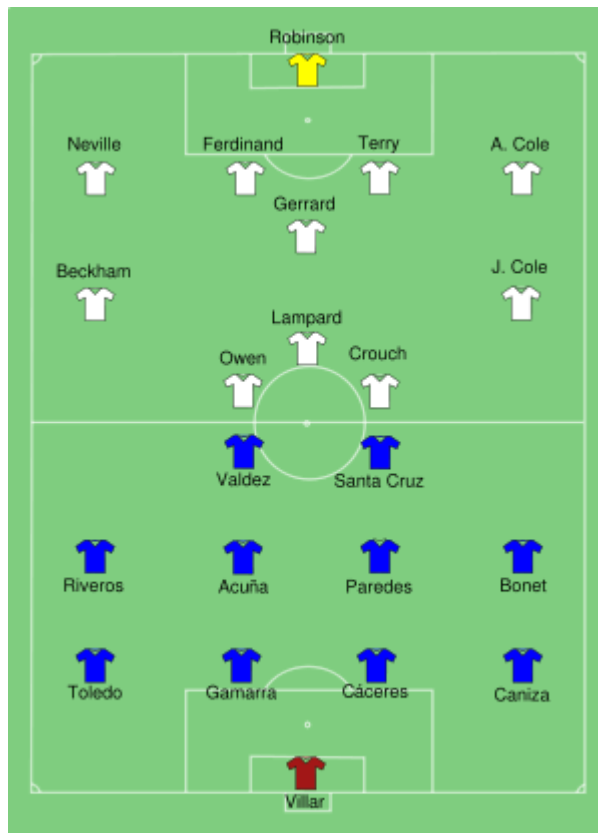 Robinson
Neville
Ferdinand
Terry
A. Cole
Gerrard
Beckham
J. Cole
Lampard
Owen
Crouch
Valdez
Santa Cruz
Riveros
Acuña
Paredes
Bonet
Toledo
Gamarra
Cáceres
Caniza
Villar